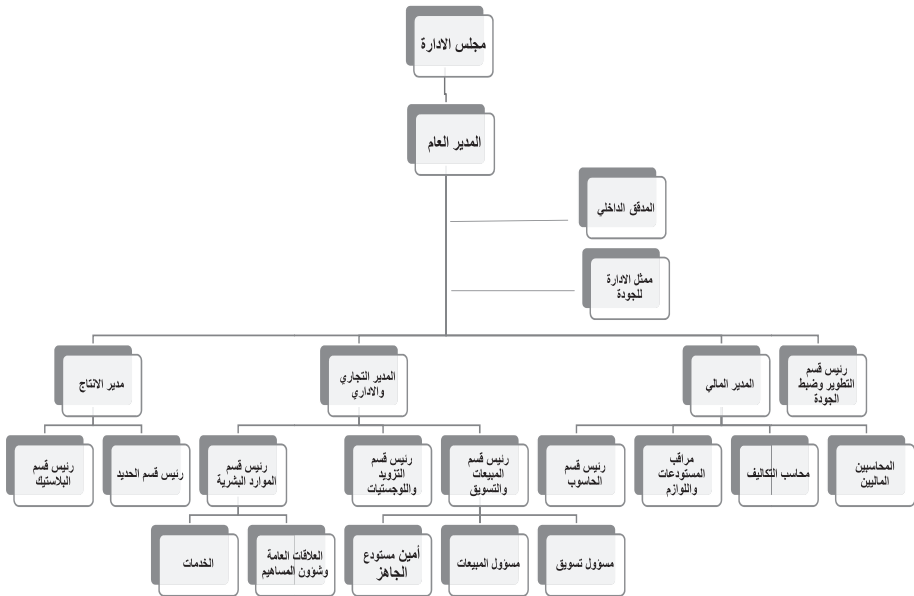 مجلس الادارة
المدير العام
المدقق الداخلي
ممثل الادارة
للجودة
رئيس قسم
التطوير وضبط
الجودة
المدير المالي
المدير التجاري
والاداري
مدير الانتاج
المحاسبين
الماليين
محاسب التكاليف
مراقب
المستودعات
واللوازم
رئيس قسم
الحاسوب
رئيس قسم
المبيعات
والتسويق
رئيس قسم
التزويد
واللوجستيات
رئيس قسم
الموارد البشرية
رئيس قسم الحديد
رئيس قسم
البلاستيك
مسؤول تسويق
مسؤول المبيعات
أمين مستودع
الجاهز
العلاقات العامة
وشؤون المساهيم
الخدمات